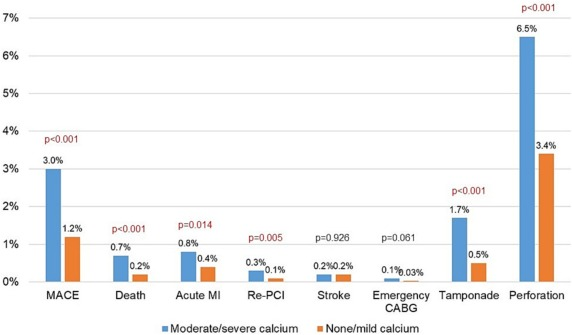 p<0.001
7%
6.5%
6%
5%
4%
p<0.001
3.4%
3.0%
3%
p<0.001
2%
1.7%
1.2%
p<0.001
p=0.014
p=0.005
p=0.926
p=0.061
1%
0.7%
0.2%
0.8%
0.4%
0.3%
0.1%
0.2%
0.2%
0.1%
0.03%
0.5%
0%
MACE
Death
Acute MI
Re-PCI
Stroke
Emergency
CABG
Tamponade
Perforation
Moderate/severe calcium
None/mild calcium